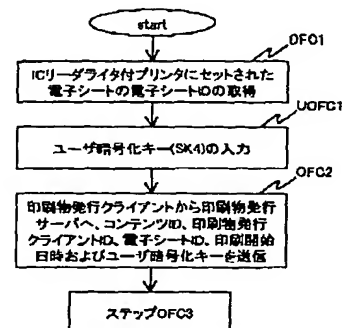 start
OFC1
ICリーダライタ付プリンタにセットされた
電子シートの電子シートIDの取得
UOFC1
ユーザ暗号化キー(SK4)の入力
OFC2
印刷物発行クライアントから印刷物発行
サーバへ、コンテンツID、印刷物発行
クライアントID、電子シートID、印刷開始
日時およびユーザ暗号化キーを送信
ステップOFC3